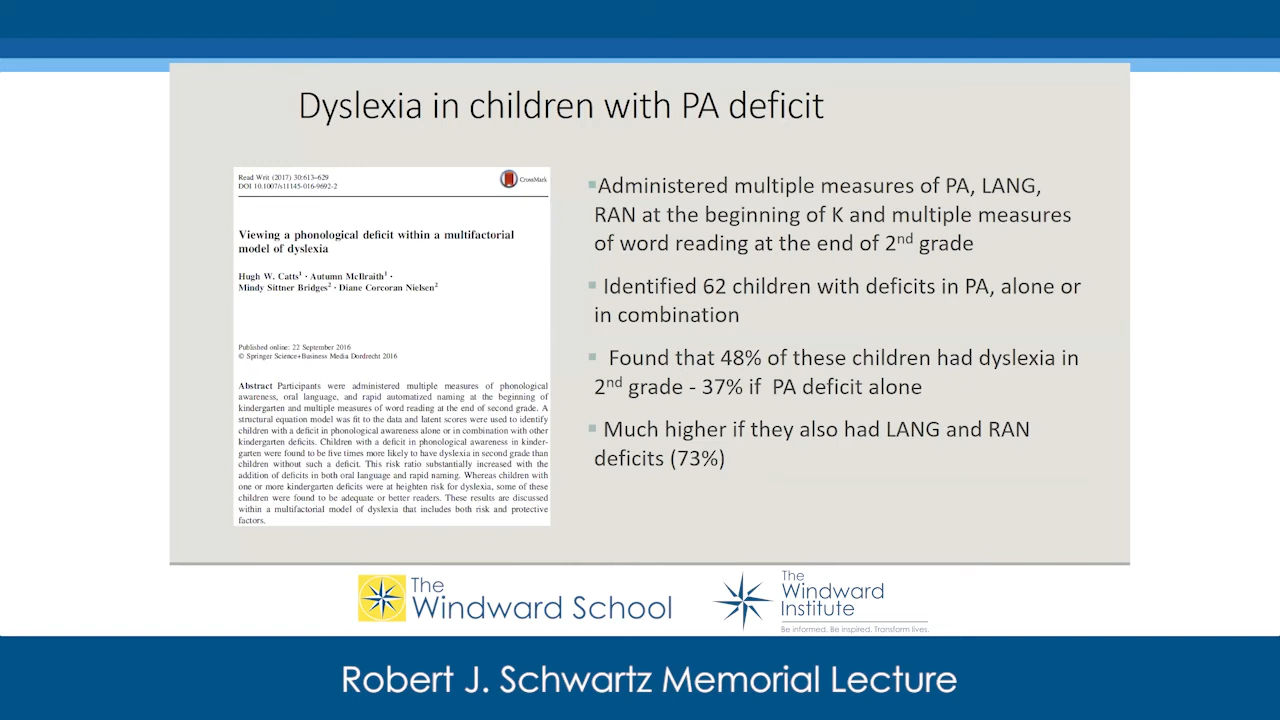 Dyslexia in children with PA deficit
Read Writ (2017) 30:613–629
DOI 10.1007/s11145-016-9692-2
CrossMark
Viewing a phonological deficit within a multifactorial
model of dyslexia
Hugh W. Catts1 · Autumn McIlraith1 ·
Mindy Sittner Bridges2 · Diane Corcoran Nielsen2
Published online: 22 September 2016
© Springer Science+Business Media Dordrecht 2016
Abstract Participants were administered multiple measures of phonological
awareness, oral language, and rapid automatized naming at the beginning of
kindergarten and multiple measures of word reading at the end of second grade. A
structural equation model was fit to the data and latent scores were used to identify
children with a deficit in phonological awareness alone or in combination with other
kindergarten deficits. Children with a deficit in phonological awareness in kinder-
garten were found to be five times more likely to have dyslexia in second grade than
children without such a deficit. This risk ratio substantially increased with the
addition of deficits in both oral language and rapid naming. Whereas children with
one or more kindergarten deficits were at heighten risk for dyslexia, some of these
children were found to be adequate or better readers. These results are discussed
within a multifactorial model of dyslexia that includes both risk and protective
factors.
▪Administered multiple measures of PA, LANG,
RAN at the beginning of K and multiple measures
of word reading at the end of 2nd grade
▪ Identified 62 children with deficits in PA, alone or
in combination
▪ Found that 48% of these children had dyslexia in
2nd grade - 37% if PA deficit alone
▪ Much higher if they also had LANG and RAN
deficits (73%)
The
Windward School
The
Windward
Institute
Be informed. Be inspired. Transform lives.
Robert J. Schwartz Memorial Lecture